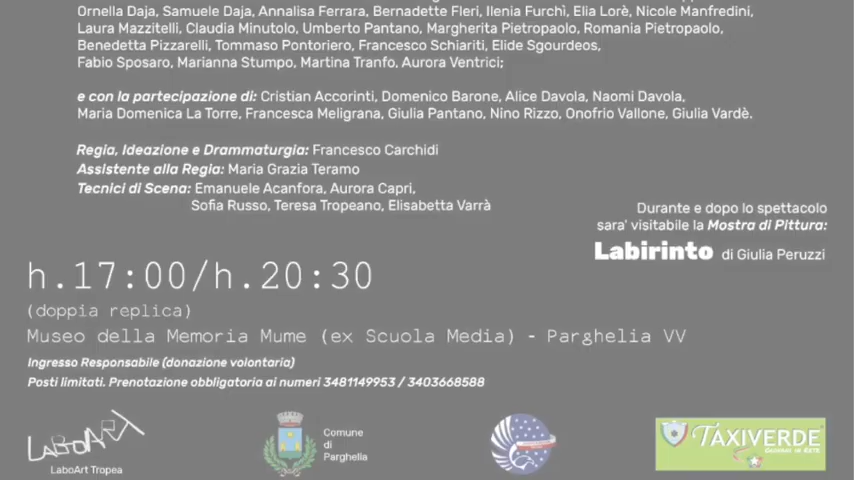 Ornella Daja, Samuele Daja, Annalisa Ferrara, Bernadette Fleri, Ilenia Furchì, Elia Lorè, Nicole Manfredini,
Laura Mazzitelli, Claudia Minutolo, Umberto Pantano, Margherita Pietropaolo, Romania Pietropaolo,
Benedetta Pizzarelli, Tommaso Pontoriero, Francesco Schiariti, Elide Sgourdeos,
Fabio Sposaro, Marianna Stumpo, Martina Tranfo, Aurora Ventrici;
e con la partecipazione di: Cristian Accorinti, Domenico Barone, Alice Davola, Naomi Davola,
Maria Domenica La Torre, Francesca Meligrana, Giulia Pantano, Nino Rizzo, Onofrio Vallone, Giulia Vardè.
Regia, Ideazione e Drammaturgia: Francesco Carchidi
Assistente alla Regia: Maria Grazia Teramo
Tecnici di Scena: Emanuele Acanfora, Aurora Capri,
Sofia Russo, Teresa Tropeano, Elisabetta Varrà
Durante e dopo lo spettacolo
sara' visitabile la Mostra di Pittura:
Labirinto di Giulia Peruzzi
h.17:00/h.20:30
(doppia replica)
Museo della Memoria Mume (ex Scuola Media) - Parghelia VV
Ingresso Responsabile (donazione volontaria)
Posti limitati. Prenotazione obbligatoria ai numeri 3481149953 / 3403668588
LABOART
LaboArt Tropea
Comune
di
Parghelia
TAXIVERDE